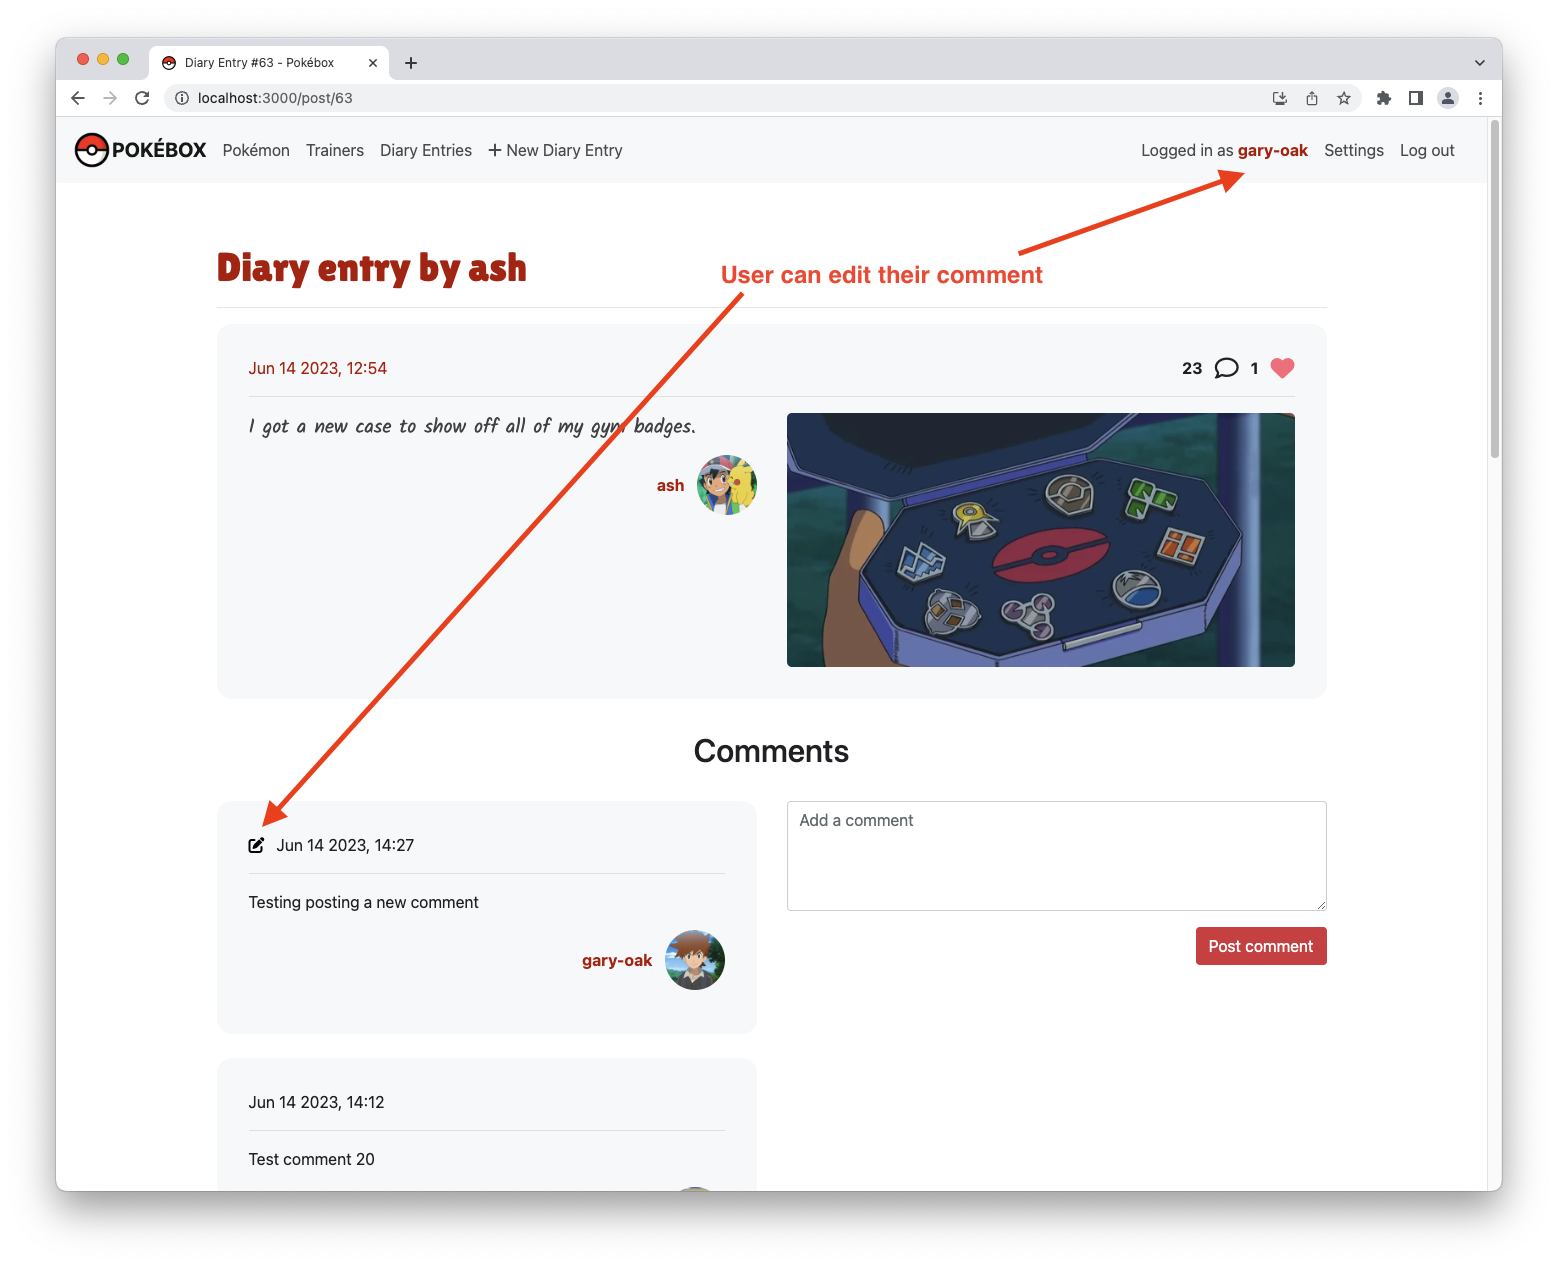 Diary Entry #63 - Pokébox
localhost:3000/post/63
POKÉBOX Pokémon Trainers Diary Entries + New Diary Entry Logged in as gary-oak Settings Log out
Diary entry by ash
User can edit their comment
Jun 14 2023, 12:54 23 1
I got a new case to show off all of my gym badges.
ash
Comments
Jun 14 2023, 14:27
Testing posting a new comment
gary-oak
Add a comment
Post comment
Jun 14 2023, 14:12
Test comment 20